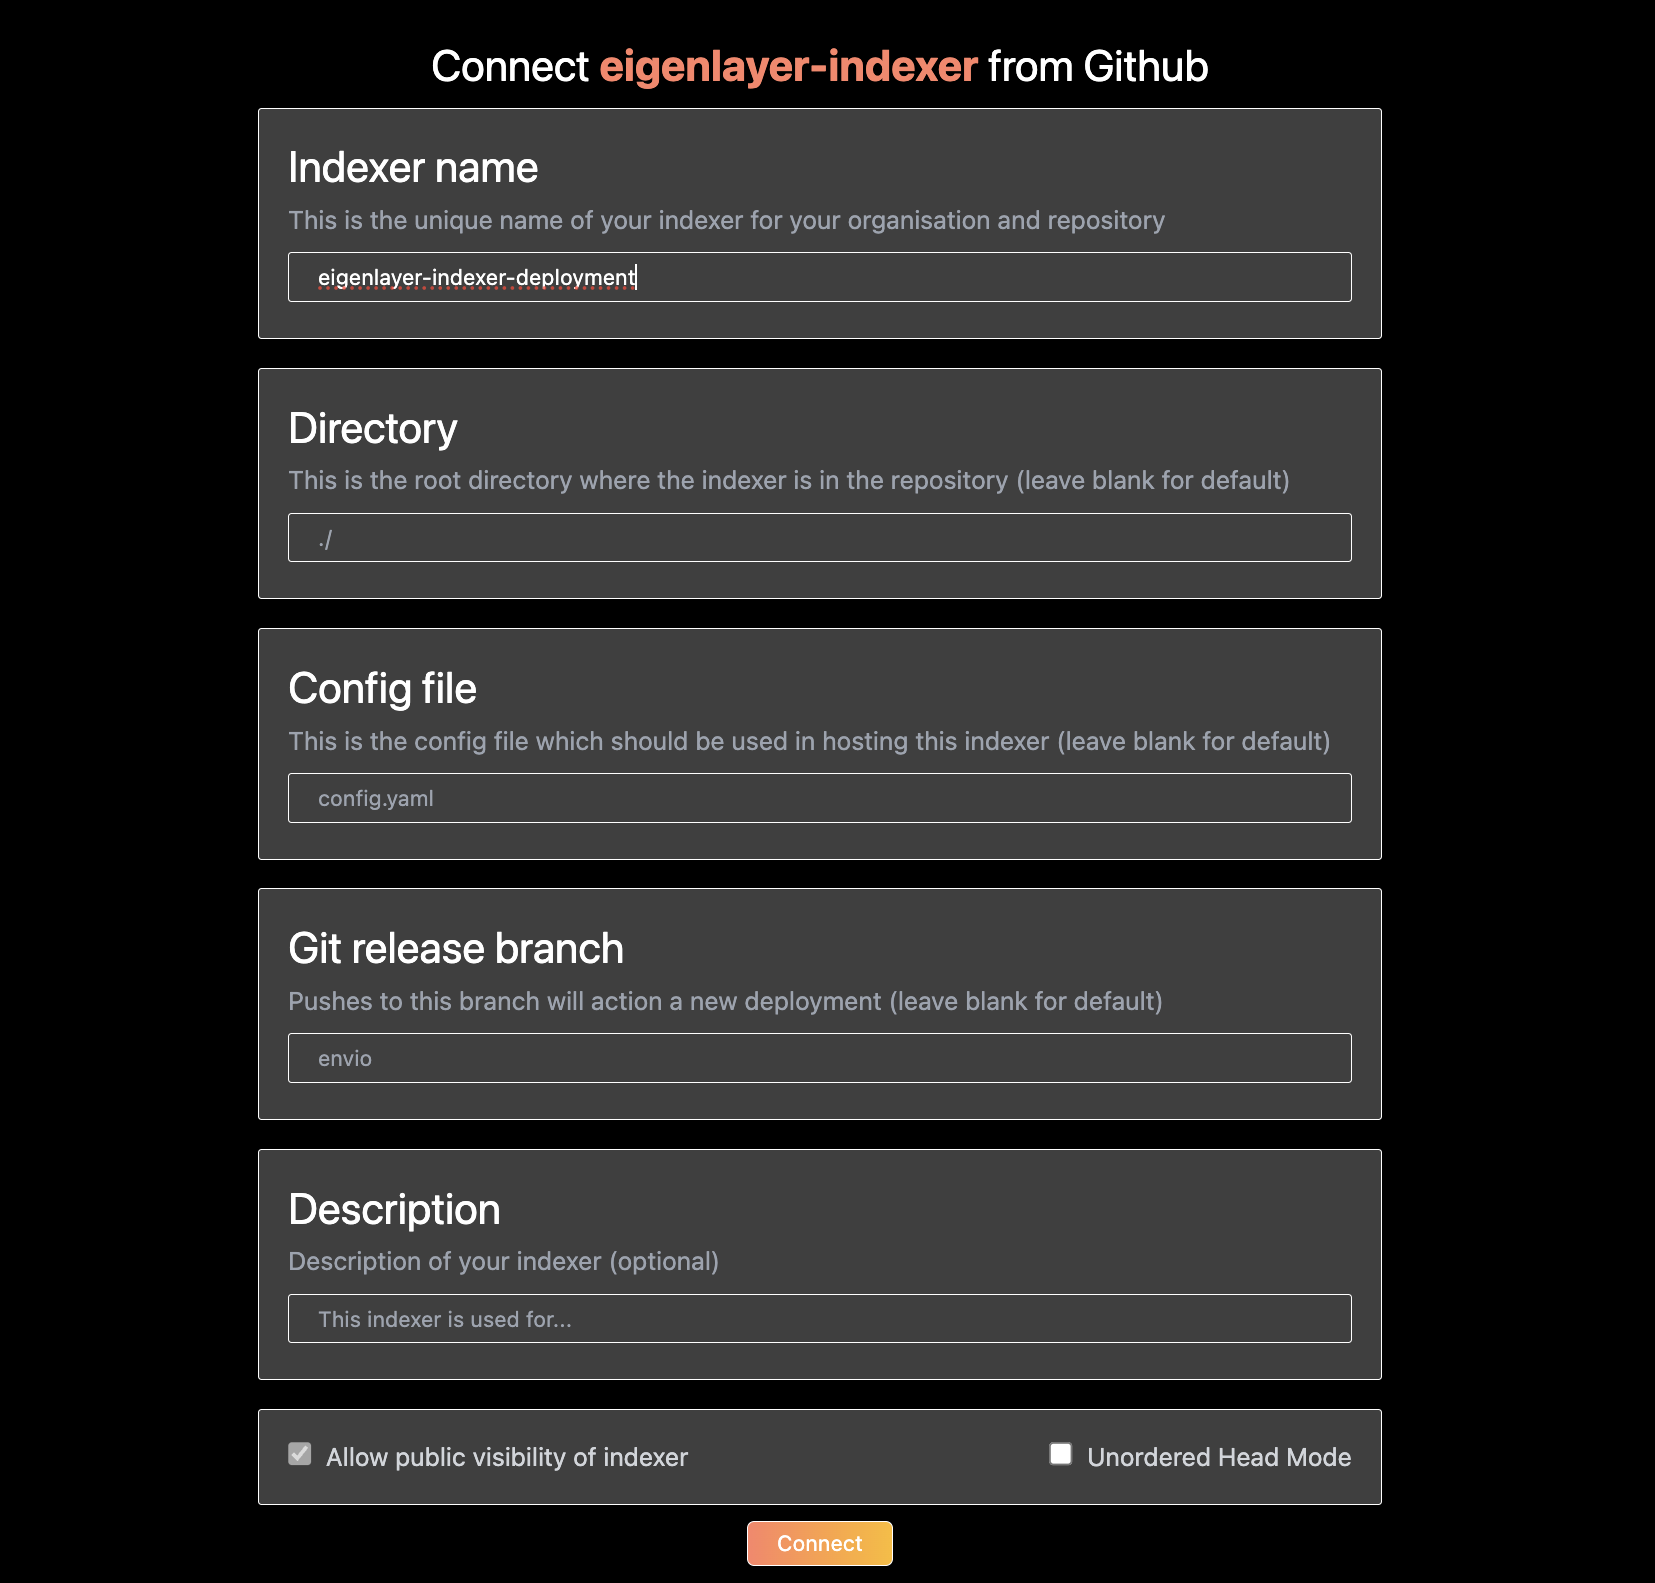 Connect eigenlayer-indexer from Github
Indexer name
This is the unique name of your indexer for your organisation and repository
eigenlayer-indexer-deployment
Directory
This is the root directory where the indexer is in the repository (leave blank for default)
./
Config file
This is the config file which should be used in hosting this indexer (leave blank for default)
config.yaml
Git release branch
Pushes to this branch will action a new deployment (leave blank for default)
envio
Description
Description of your indexer (optional)
This indexer is used for...
Allow public visibility of indexer
Unordered Head Mode
Connect